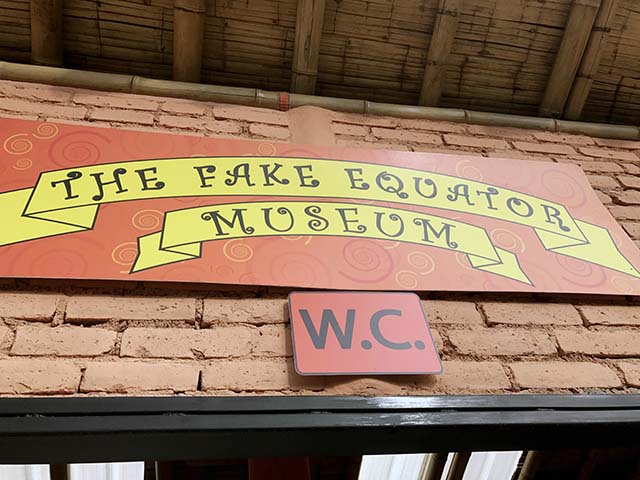 THE FAKE EQUATOR
MUSEUM
W.C.